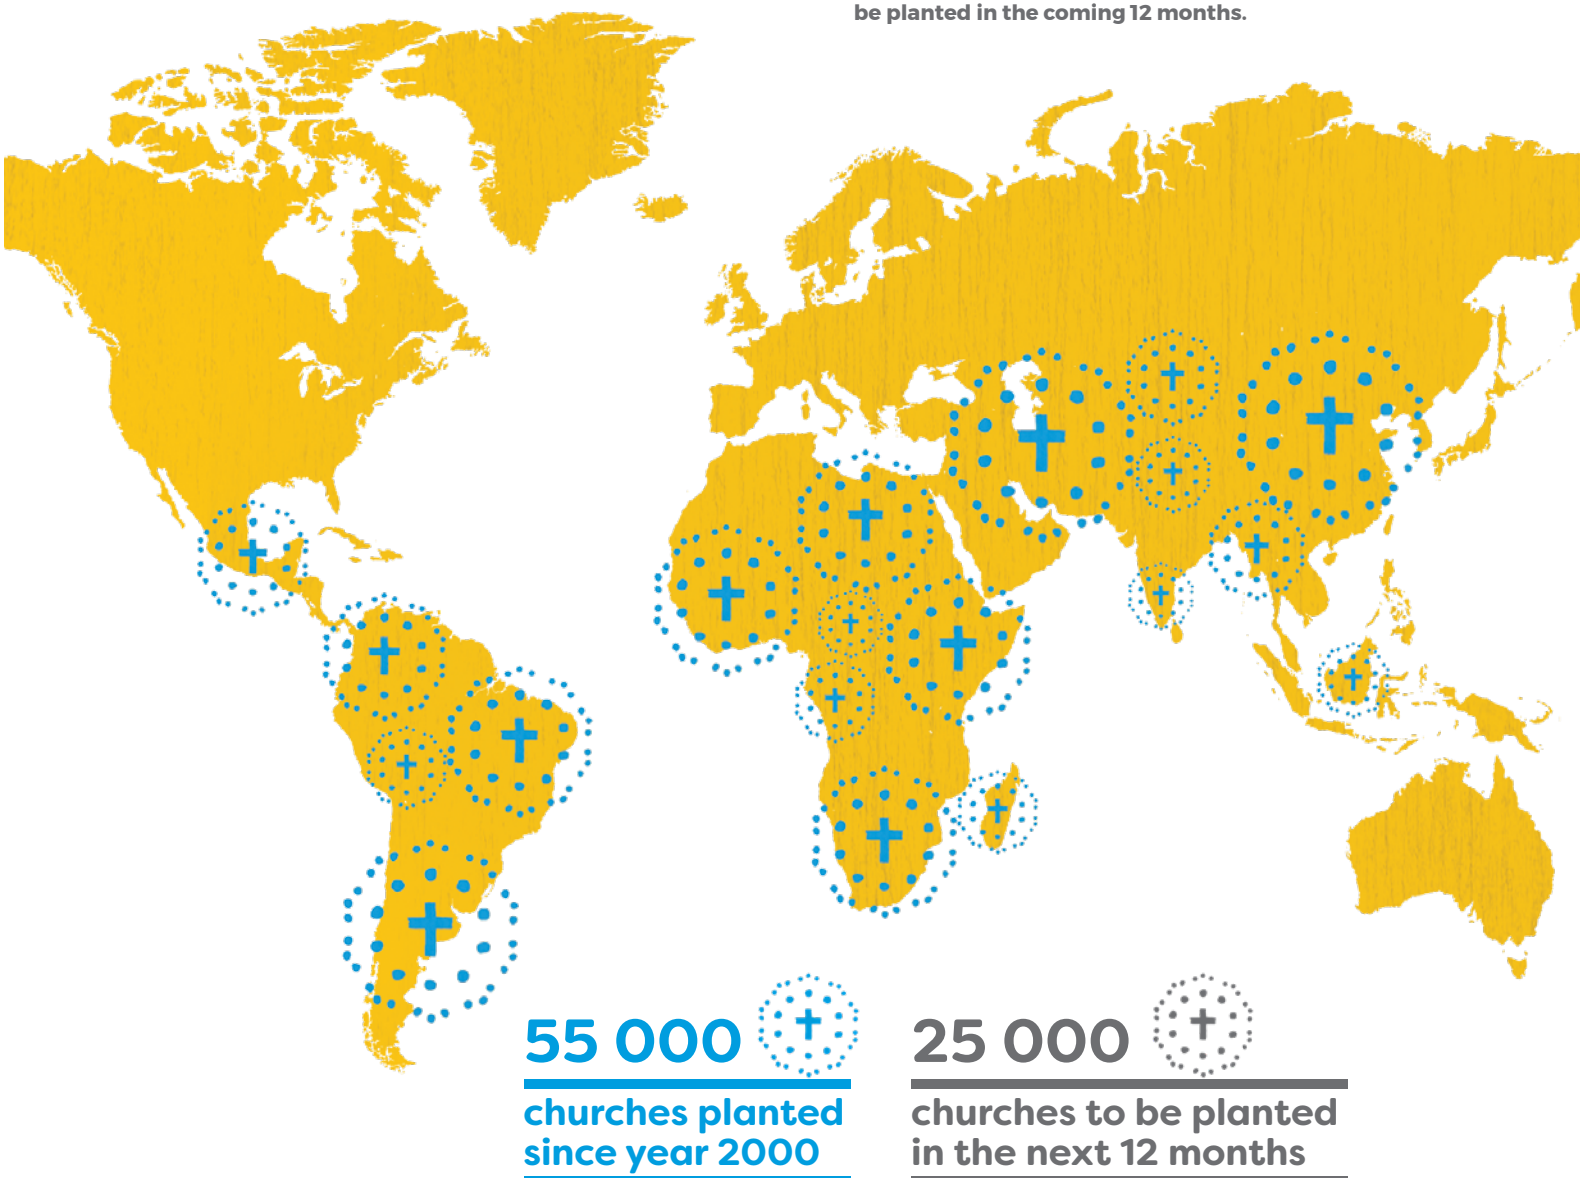 be planted in the coming 12 months.
55 000
churches planted
since year 2000
25 000
churches to be planted
in the next 12 months